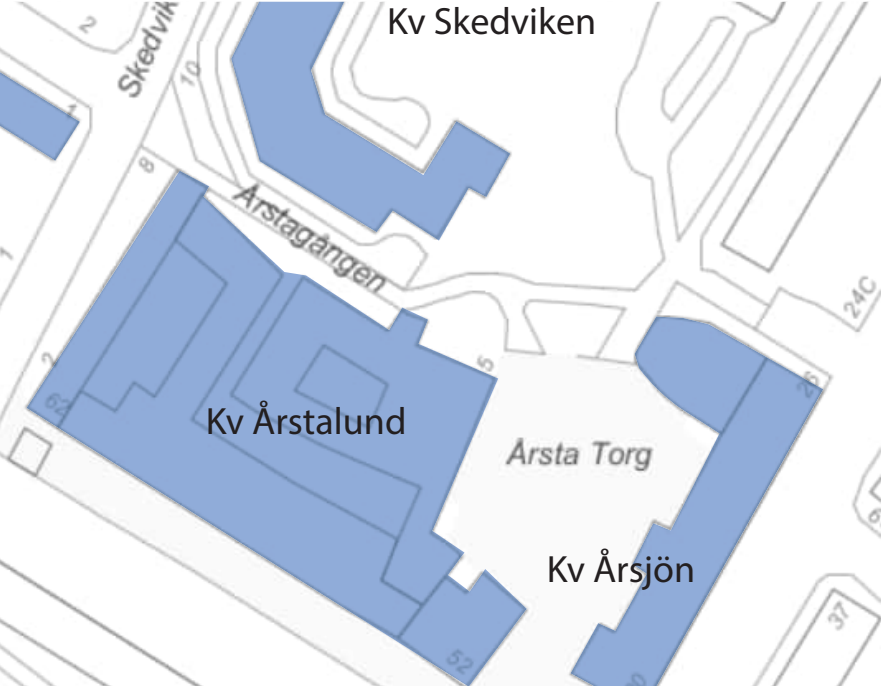 Kv Skedviken
2
Skedvik
10
1
8
Årstagången
1
24C
2
5
26
62
Kv Årstalund
Årsta Torg
6
Kv Årsjön
37
52